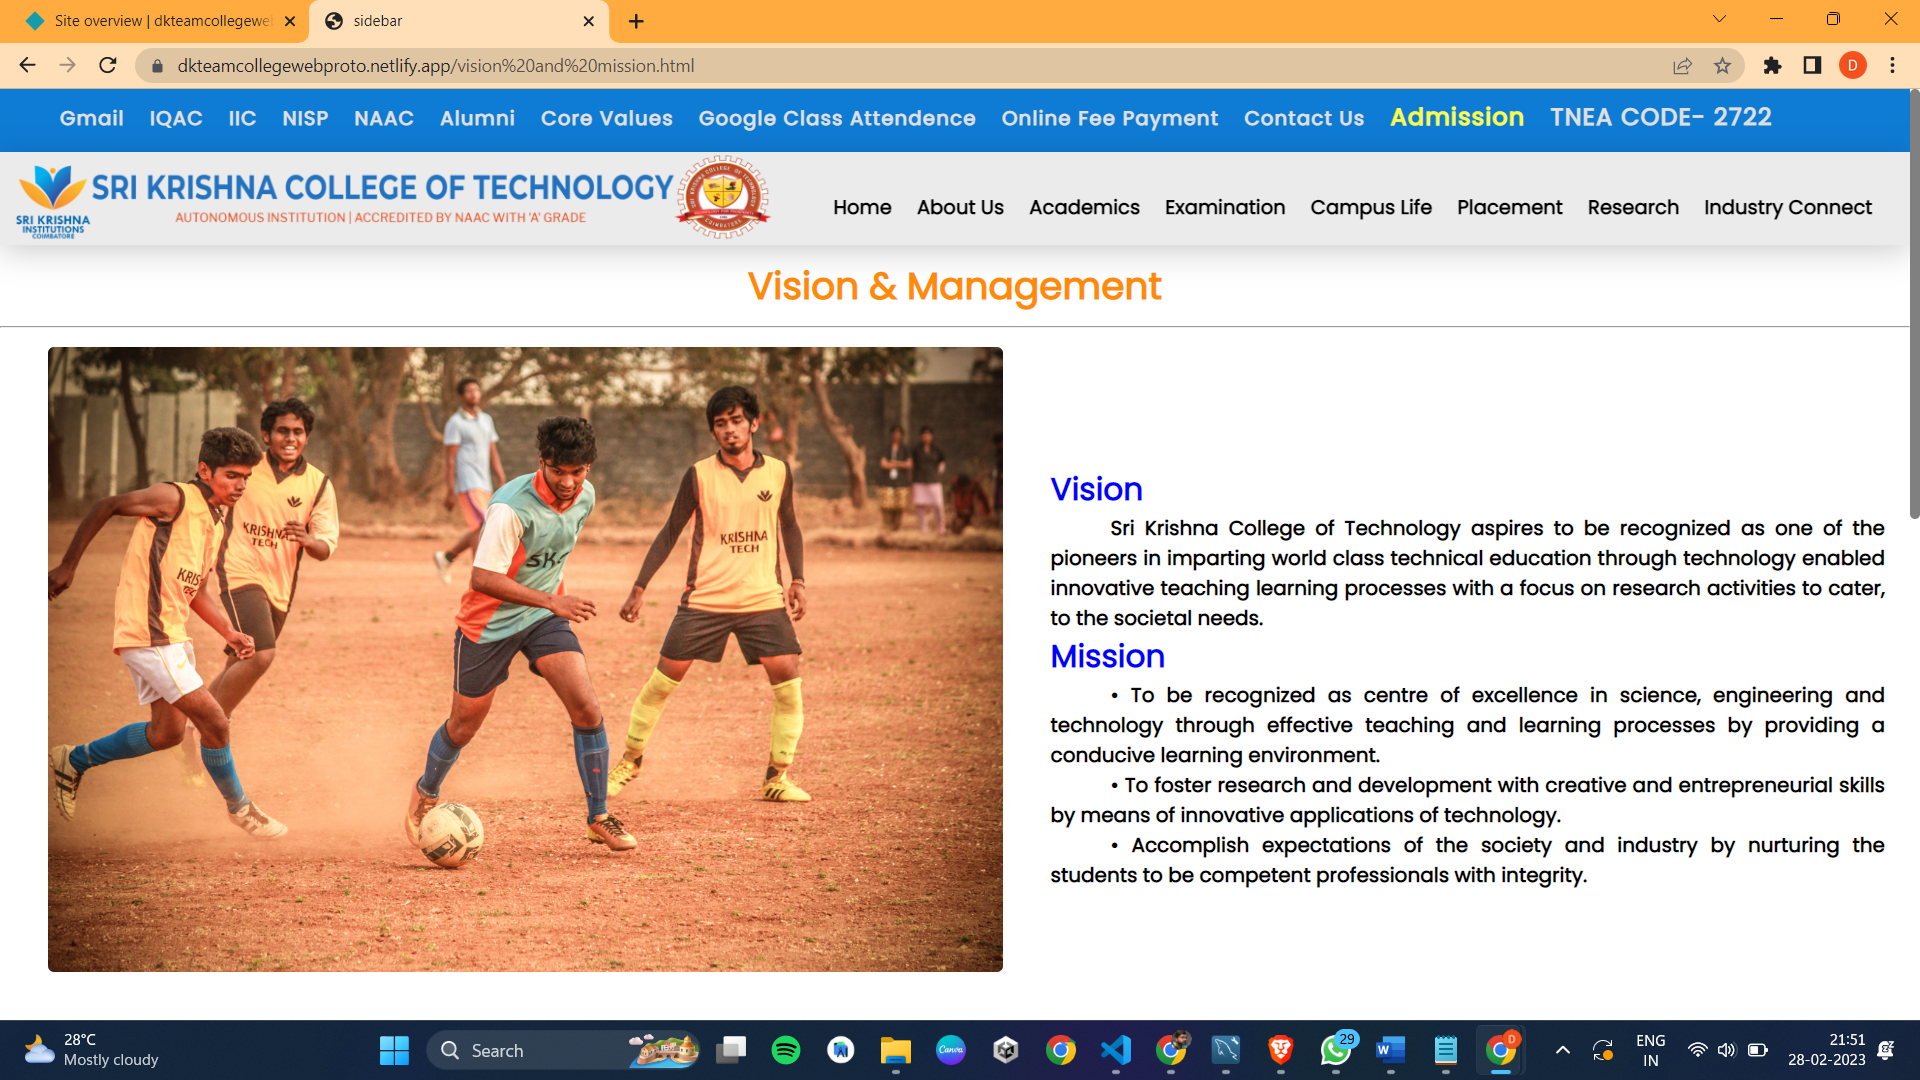 Site overview | dkteamcollegewe
sidebar
dkteamcollegewebproto.netlify.app/vision%20and%20mission.html
D
Gmail IQAC IIC NISP NAAC Alumni Core Values Google Class Attendence Online Fee Payment Contact Us Admission TNEA CODE- 2722
SRI KRISHNA INSTITUTIONS COIMBATORE
SRI KRISHNA COLLEGE OF TECHNOLOGY
AUTONOMOUS INSTITUTION | ACCREDITED BY NAAC WITH 'A' GRADE
Home About Us Academics Examination Campus Life Placement Research Industry Connect
Vision & Management
KRISHNA
TECH
KRISHNA
TECH
KRIS
SK
Vision
Sri Krishna College of Technology aspires to be recognized as one of the
pioneers in imparting world class technical education through technology enabled
innovative teaching learning processes with a focus on research activities to cater,
to the societal needs.
Mission
• To be recognized as centre of excellence in science, engineering and
technology through effective teaching and learning processes by providing a
conducive learning environment.
• To foster research and development with creative and entrepreneurial skills
by means of innovative applications of technology.
• Accomplish expectations of the society and industry by nurturing the
students to be competent professionals with integrity.
28°C
Mostly cloudy
Search
Canva
29
W
D
ENG
IN
21:51
28-02-2023